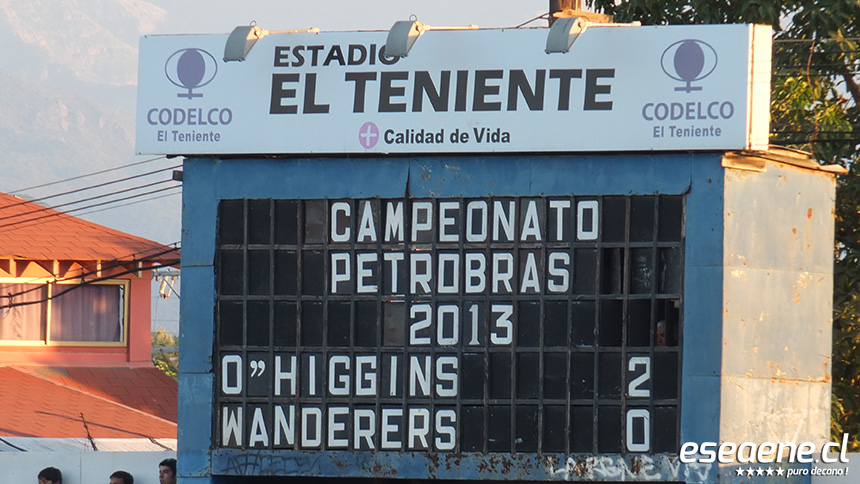 ESTADIO
EL TENIENTE
CODELCO
El Teniente
Calidad de Vida
CODELCO
El Teniente
CAMPEONATO
PETROBRAS
2013
O"HIGGINS 2
WANDERERS 0
eseaene.cl
puro decano!